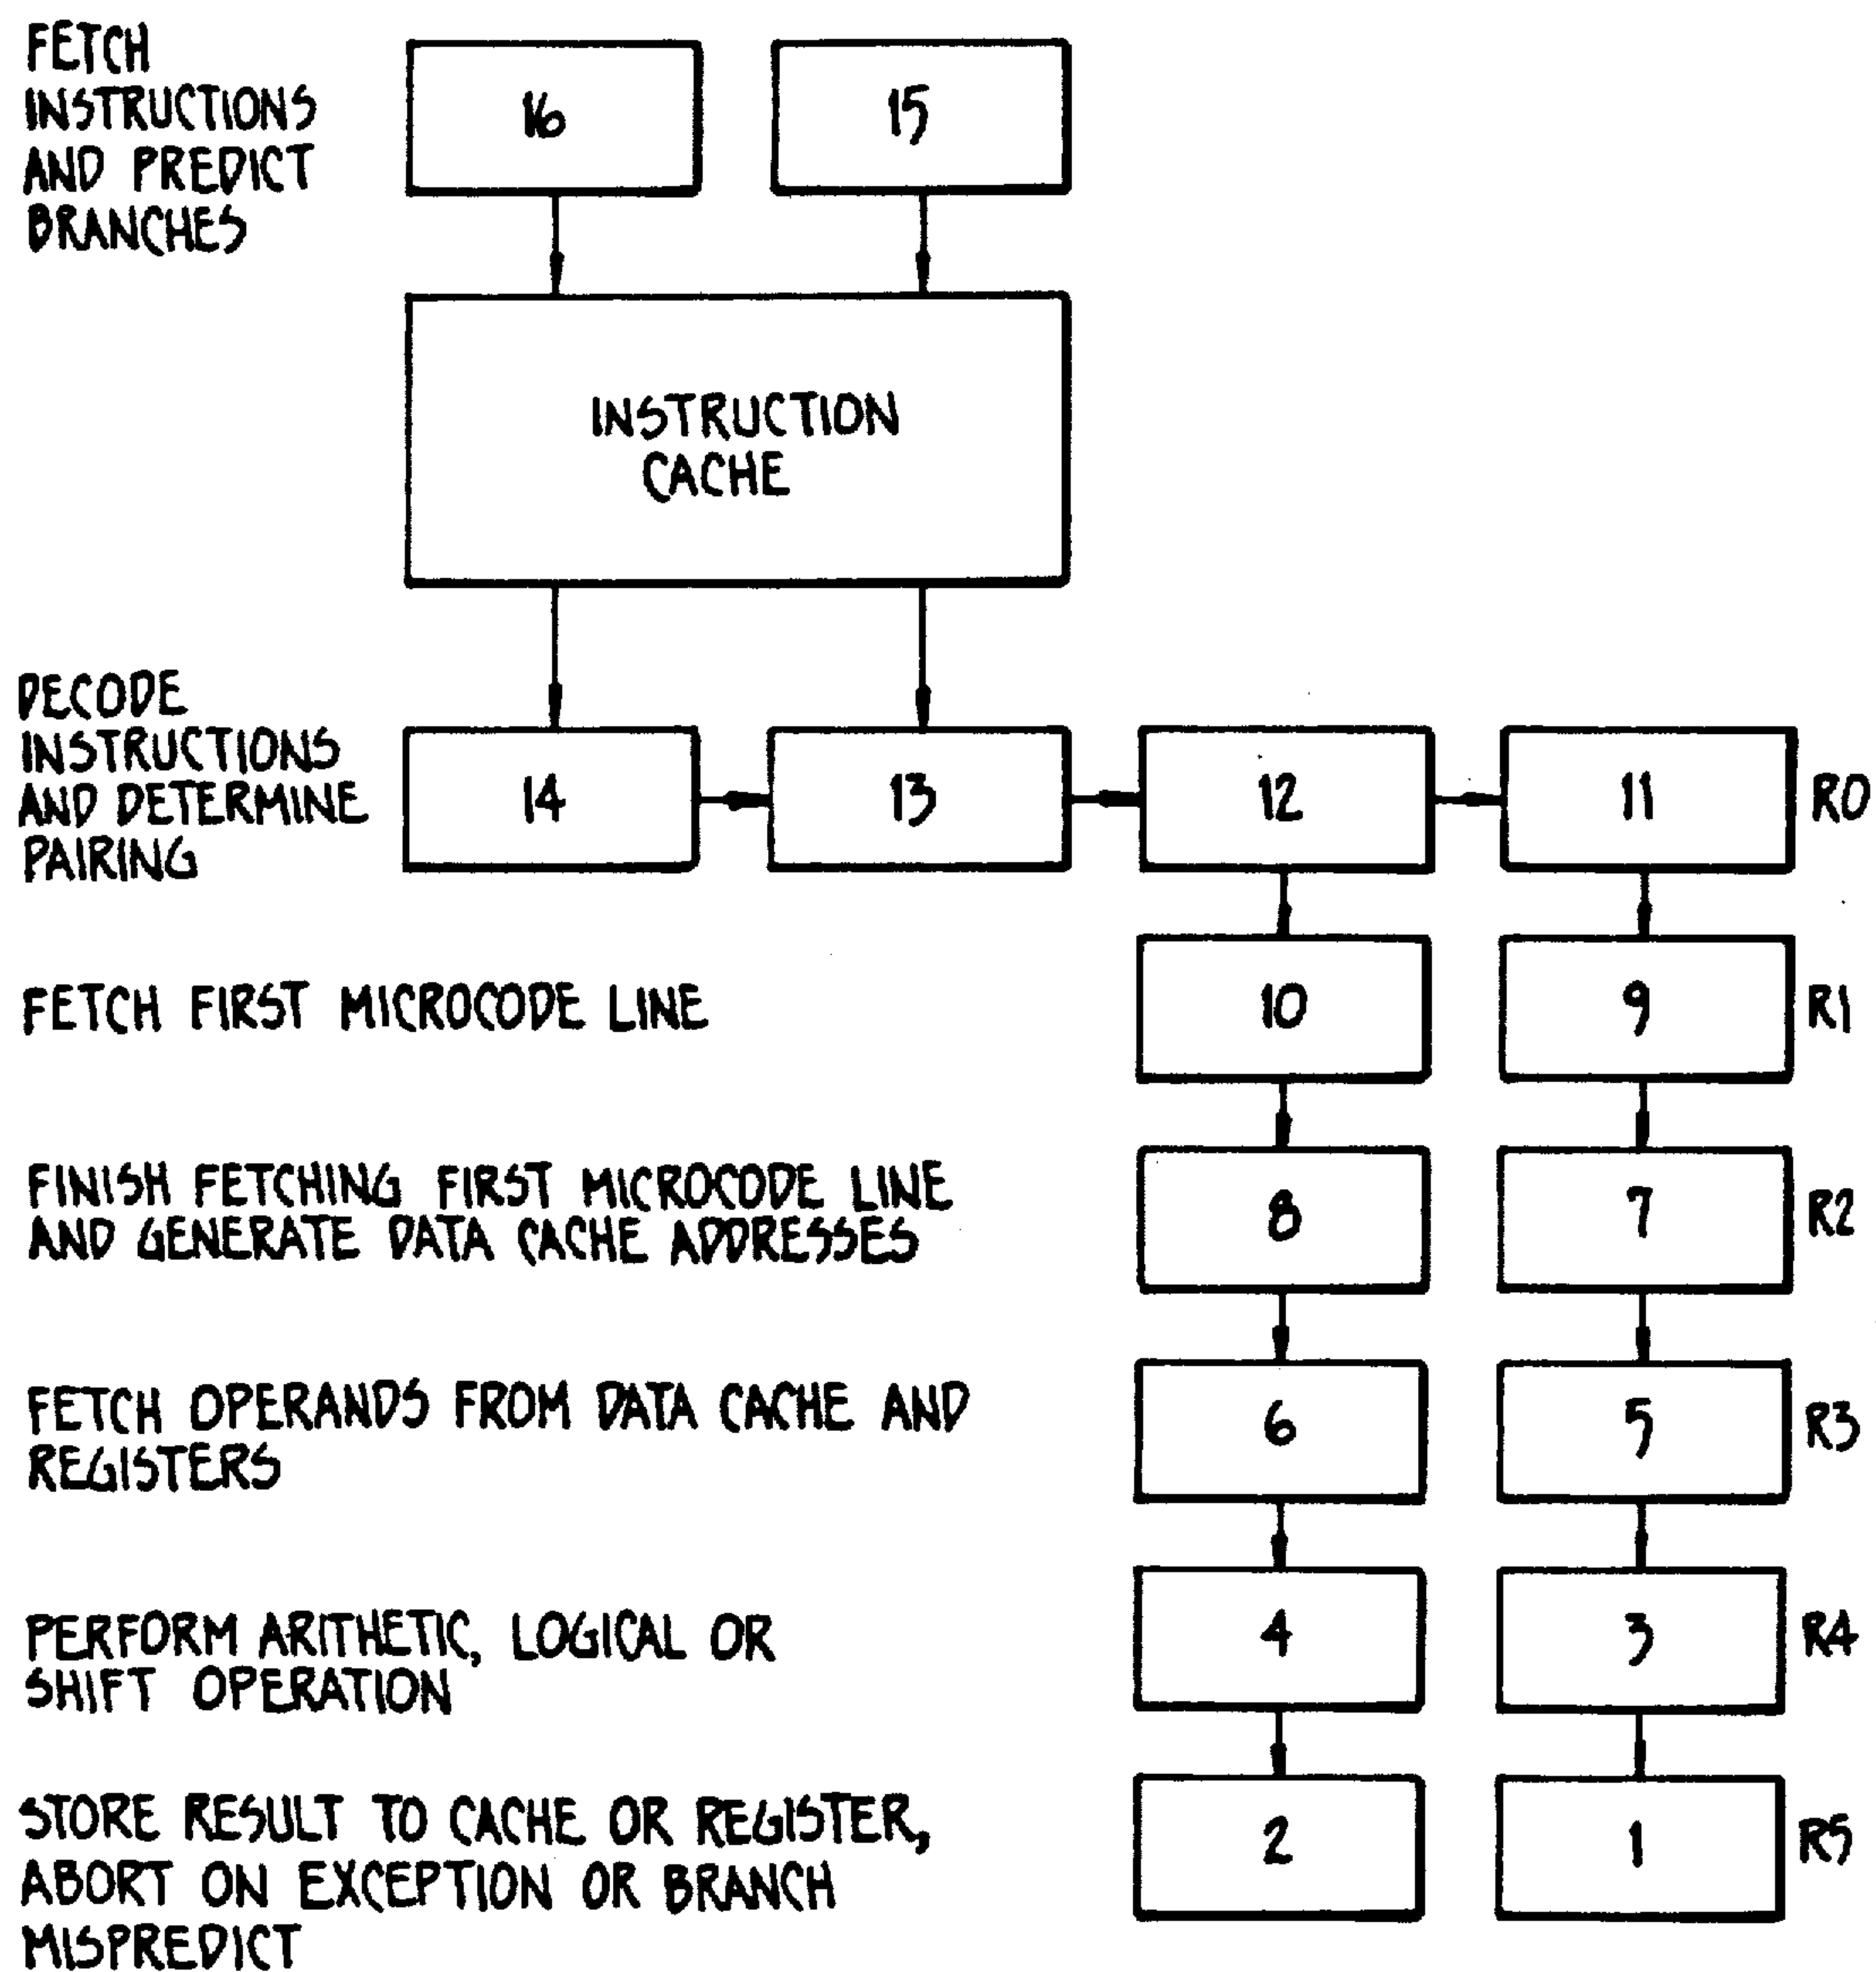 FETCH
INSTRUCTIONS
AND PREDICT
BRANCHES
16
15
INSTRUCTION
CACHE
DECODE
INSTRUCTIONS
AND DETERMINE
PAIRING
14
13
12
11
R0
FETCH FIRST MICROCODE LINE
10
9
R1
FINISH FETCHING FIRST MICROCODE LINE
AND GENERATE DATA CACHE ADDRESSES
8
7
R2
FETCH OPERANDS FROM DATA CACHE AND
REGISTERS
6
5
R3
PERFORM ARITHETIC, LOGICAL OR
SHIFT OPERATION
4
3
R4
STORE RESULT TO CACHE OR REGISTER,
ABORT ON EXCEPTION OR BRANCH
MISPREDICT
2
1
R5